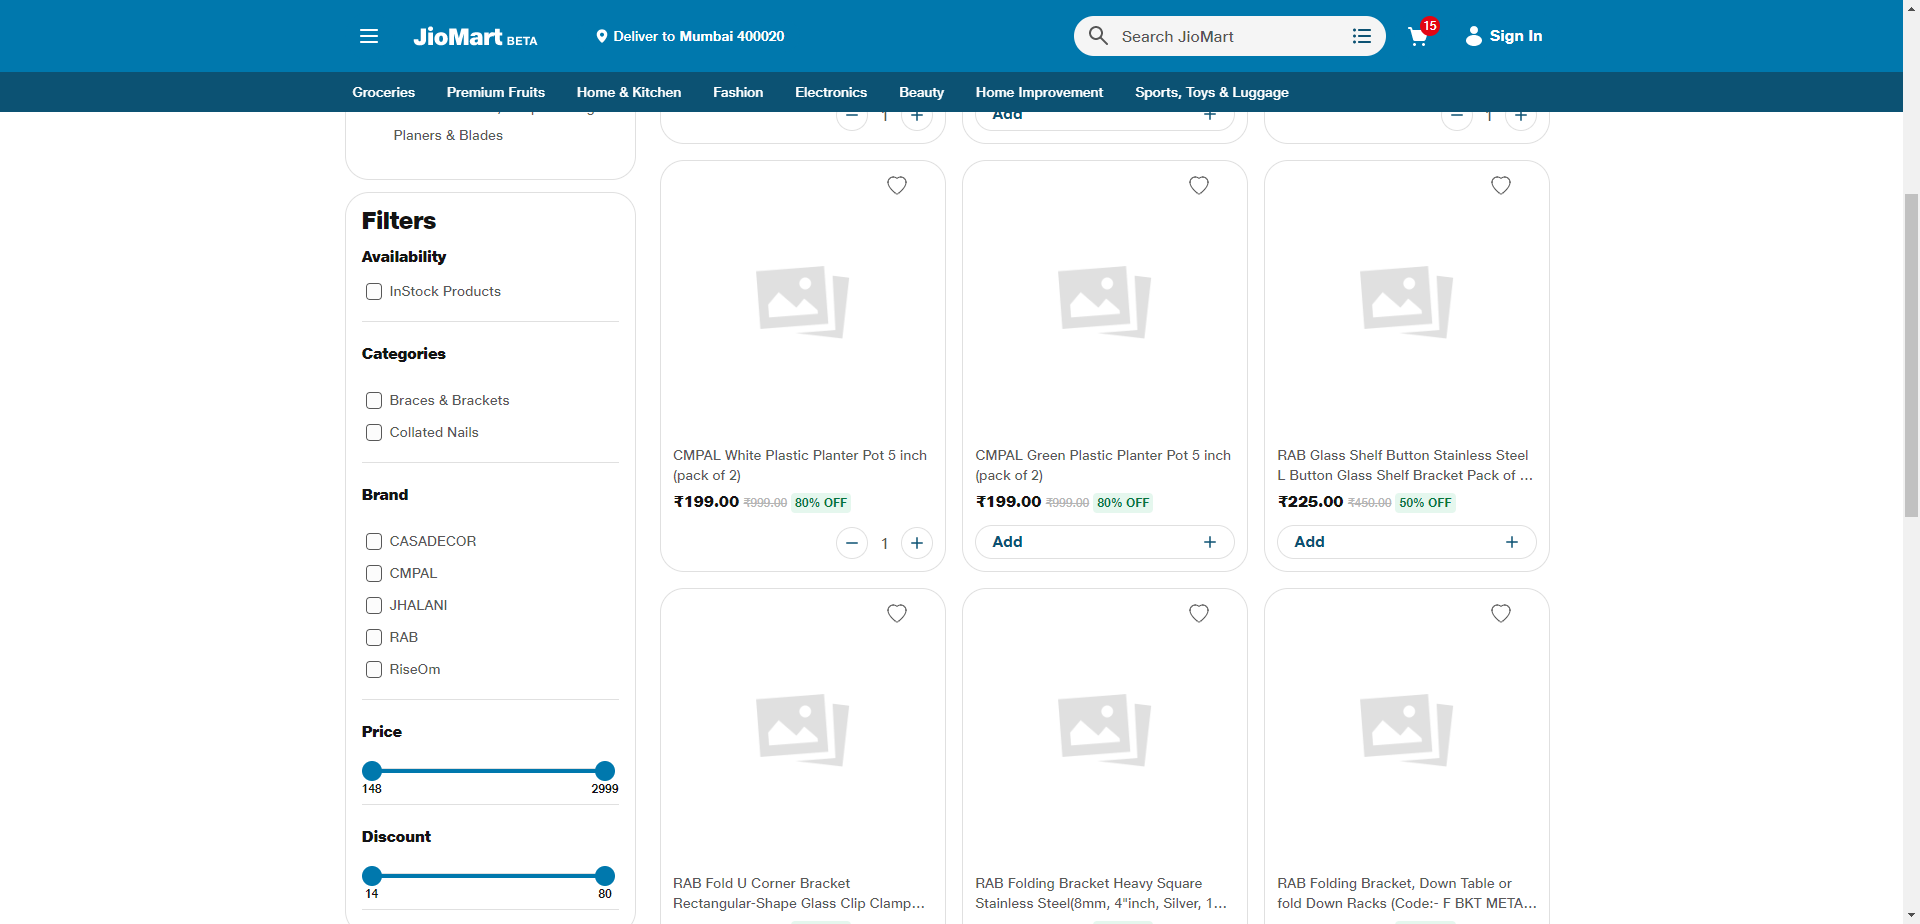 JioMart BETA
Deliver to Mumbai 400020
Search JioMart
15
Sign In
Groceries
Premium Fruits
Home & Kitchen
Fashion
Electronics
Beauty
Home Improvement
Sports, Toys & Luggage
Planers & Blades
1
Add
1
Filters
Availability
InStock Products
Categories
Braces & Brackets
Collated Nails
Brand
CASADECOR
CMPAL
JHALANI
RAB
RiseOm
Price
148
2999
Discount
14
80
CMPAL White Plastic Planter Pot 5 inch
(pack of 2)
₹199.00 ₹999.00 80% OFF
1
CMPAL Green Plastic Planter Pot 5 inch
(pack of 2)
₹199.00 ₹999.00 80% OFF
Add
RAB Glass Shelf Button Stainless Steel
L Button Glass Shelf Bracket Pack of ...
₹225.00 ₹450.00 50% OFF
Add
RAB Fold U Corner Bracket
Rectangular-Shape Glass Clip Clamp...
RAB Folding Bracket Heavy Square
Stainless Steel(8mm, 4"inch, Silver, 1...
RAB Folding Bracket, Down Table or
fold Down Racks (Code:- F BKT META...